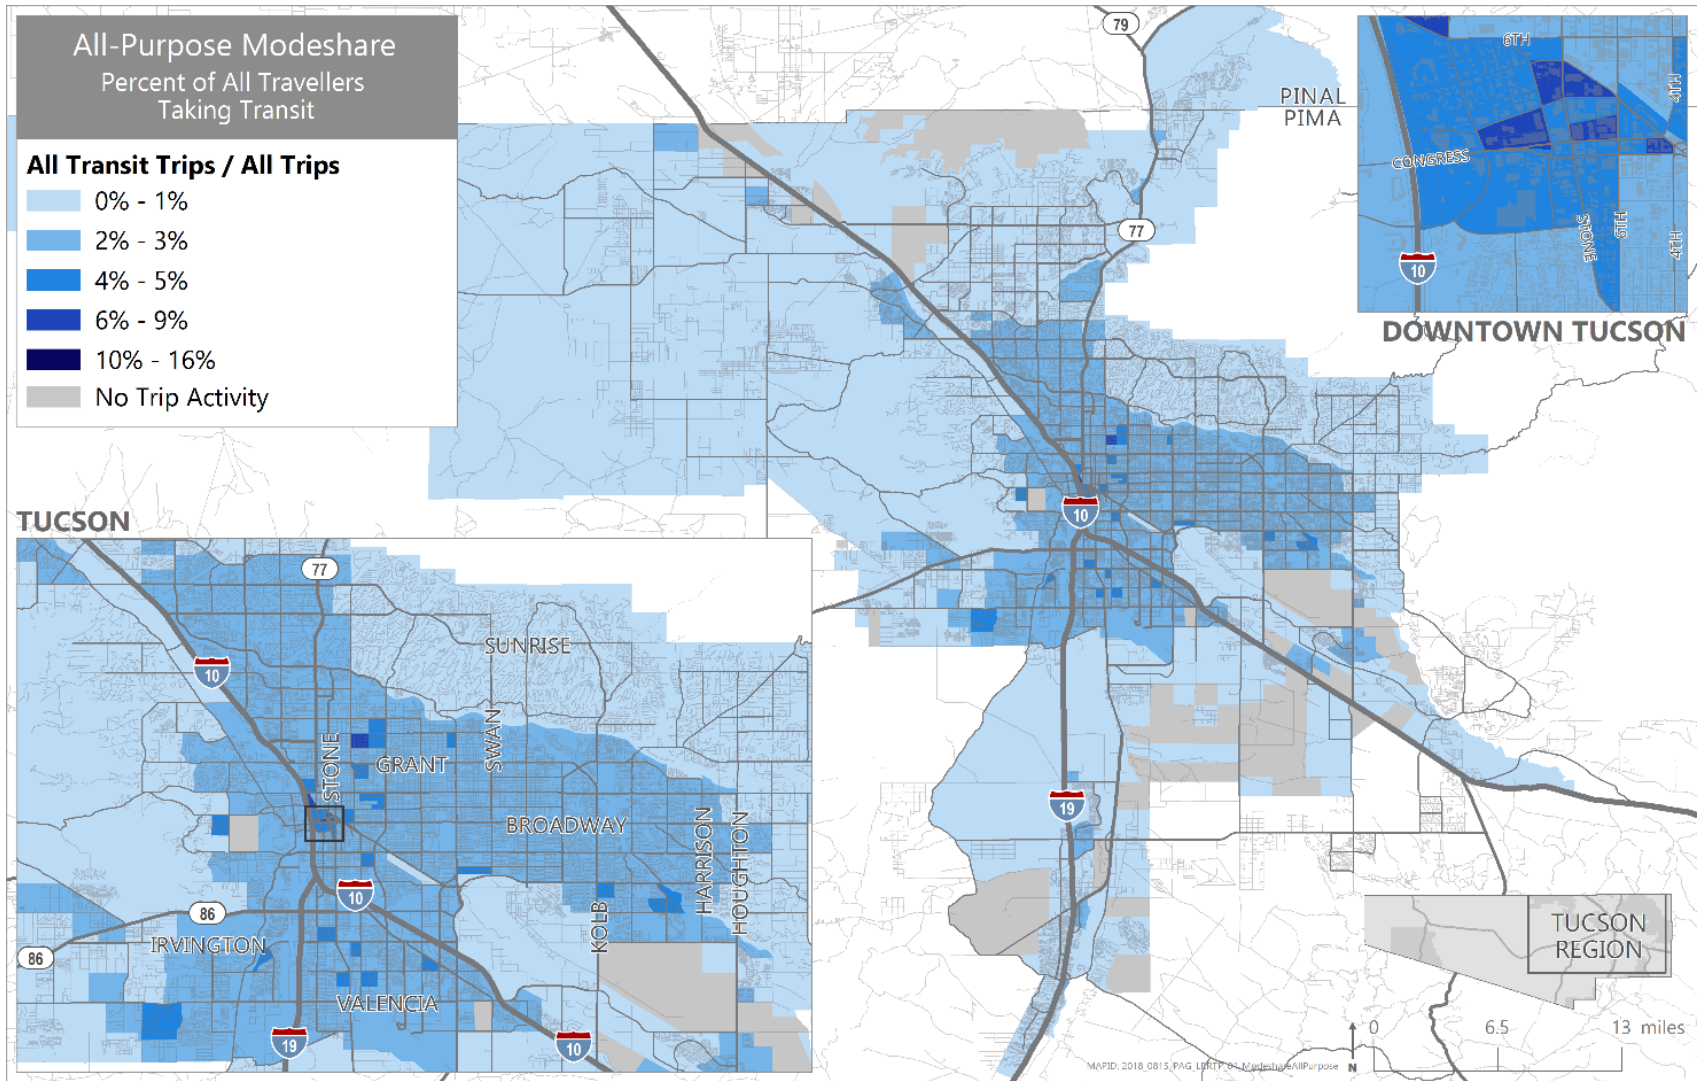 All-Purpose Modeshare
Percent of All Travellers
Taking Transit
All Transit Trips / All Trips
0% - 1%
2% - 3%
4% - 5%
6% - 9%
10% - 16%
No Trip Activity
79
PINAL
PIMA
77
10
19
6TH
4TH
CONGRESS
STONE
6TH
4TH
10
DOWNTOWN TUCSON
TUCSON
77
10
SUNRISE
STONE
GRANT
SWAN
BROADWAY
HARRISON
HOUGHTON
KOLB
86
10
IRVINGTON
86
VALENCIA
19
10
TUCSON
REGION
0 6.5 13 miles
N
MAPID: 2018_0815_PAG_LRRTP_01_ModeshareAllPurpose